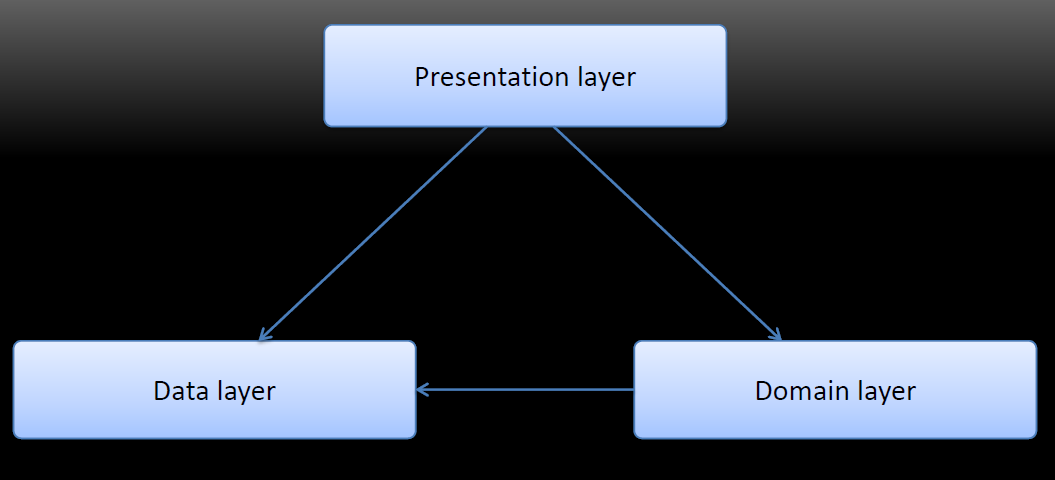 Presentation layer
Data layer
Domain layer